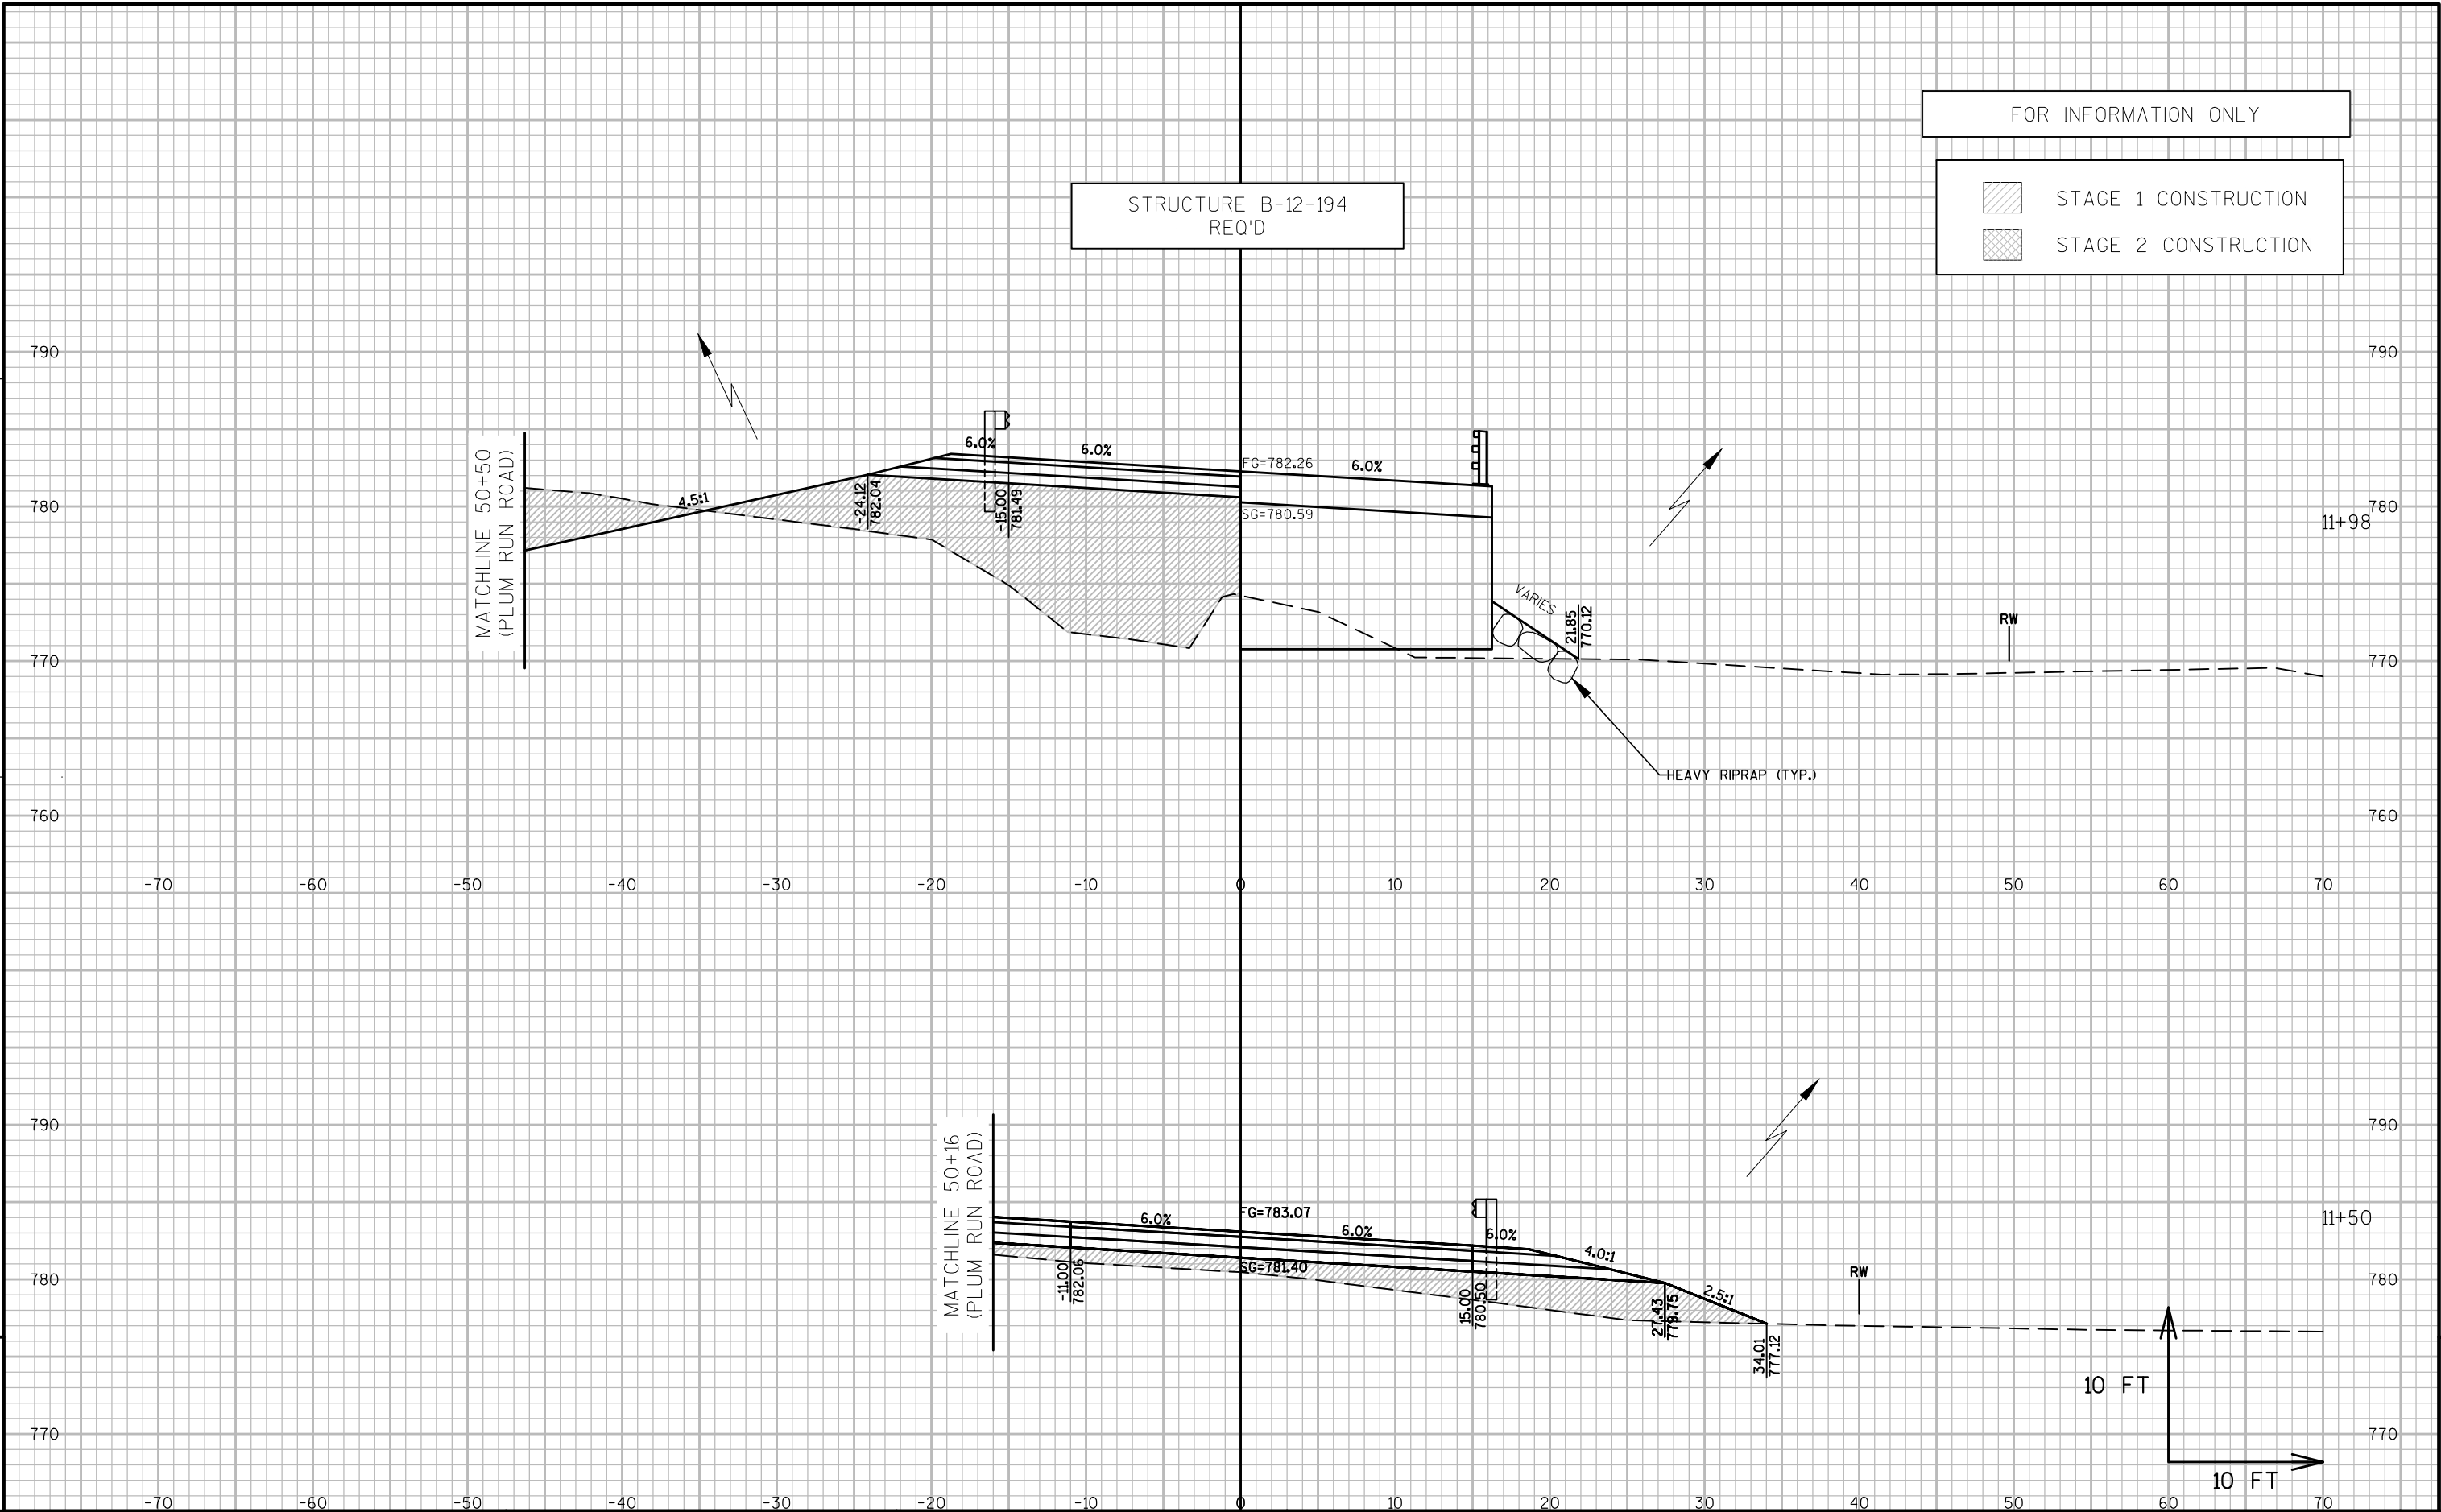 FOR INFORMATION ONLY
STAGE 1 CONSTRUCTION
STAGE 2 CONSTRUCTION
STRUCTURE B-12-194
REQ'D
790
790
MATCHLINE 50+50
(PLUM RUN ROAD)
6.0%
6.0%
FG=782.26
6.0%
4.5:1
780
-24.12
782.04
-15.00
781.49
SG=780.59
780
11+98
VARIES
21.85
770.12
RW
770
770
HEAVY RIPRAP (TYP.)
760
760
-70 -60 -50 -40 -30 -20 -10 0 10 20 30 40 50 60 70
790
790
MATCHLINE 50+16
(PLUM RUN ROAD)
6.0%
FG=783.07
6.0%
6.0%
4.0:1
11+50
780
-11.00
782.06
SG=781.40
15.00
780.50
27.43
779.75
2.5:1
34.01
777.12
RW
780
10 FT
770
770
10 FT
-70 -60 -50 -40 -30 -20 -10 0 10 20 30 40 50 60 70